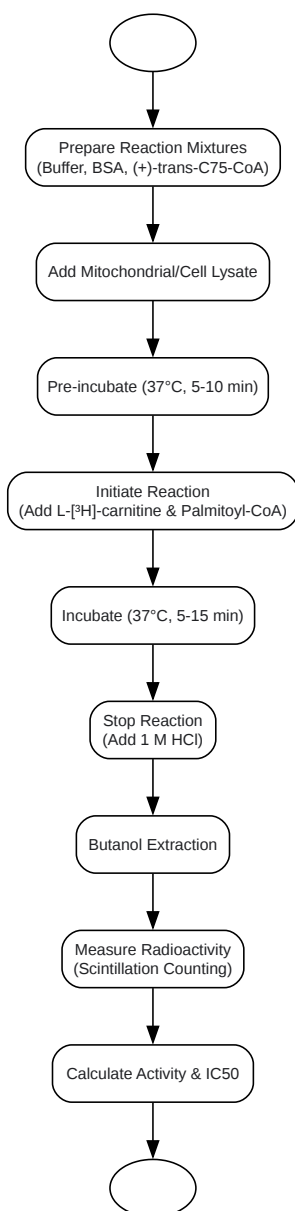 Prepare Reaction Mixtures
(Buffer, BSA, (+)-trans-C75-CoA)
Add Mitochondrial/Cell Lysate
Pre-incubate (37°C, 5-10 min)
Initiate Reaction
(Add L-[³H]-carnitine & Palmitoyl-CoA)
Incubate (37°C, 5-15 min)
Stop Reaction
(Add 1 M HCl)
Butanol Extraction
Measure Radioactivity
(Scintillation Counting)
Calculate Activity & IC50